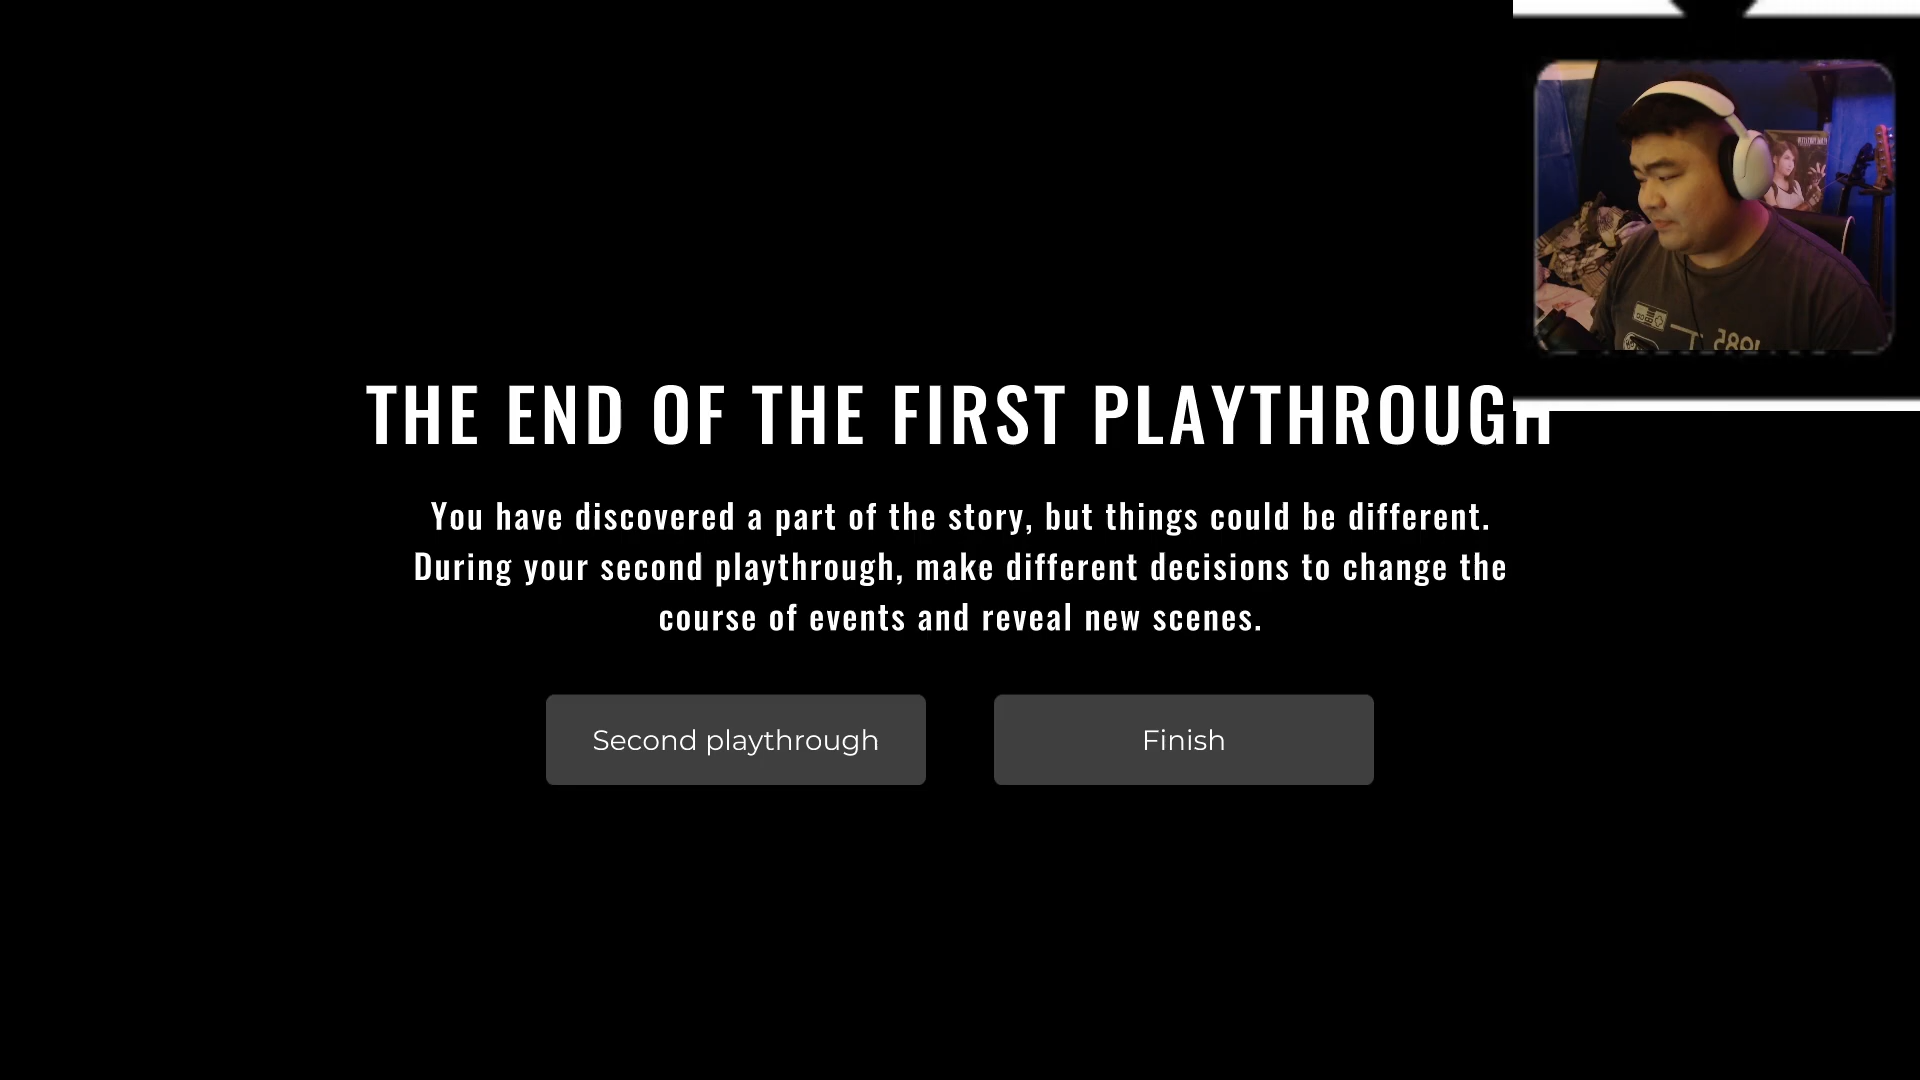 THE END OF THE FIRST PLAYTHROUGH
You have discovered a part of the story, but things could be different.
During your second playthrough, make different decisions to change the
course of events and reveal new scenes.
Second playthrough
Finish
1985